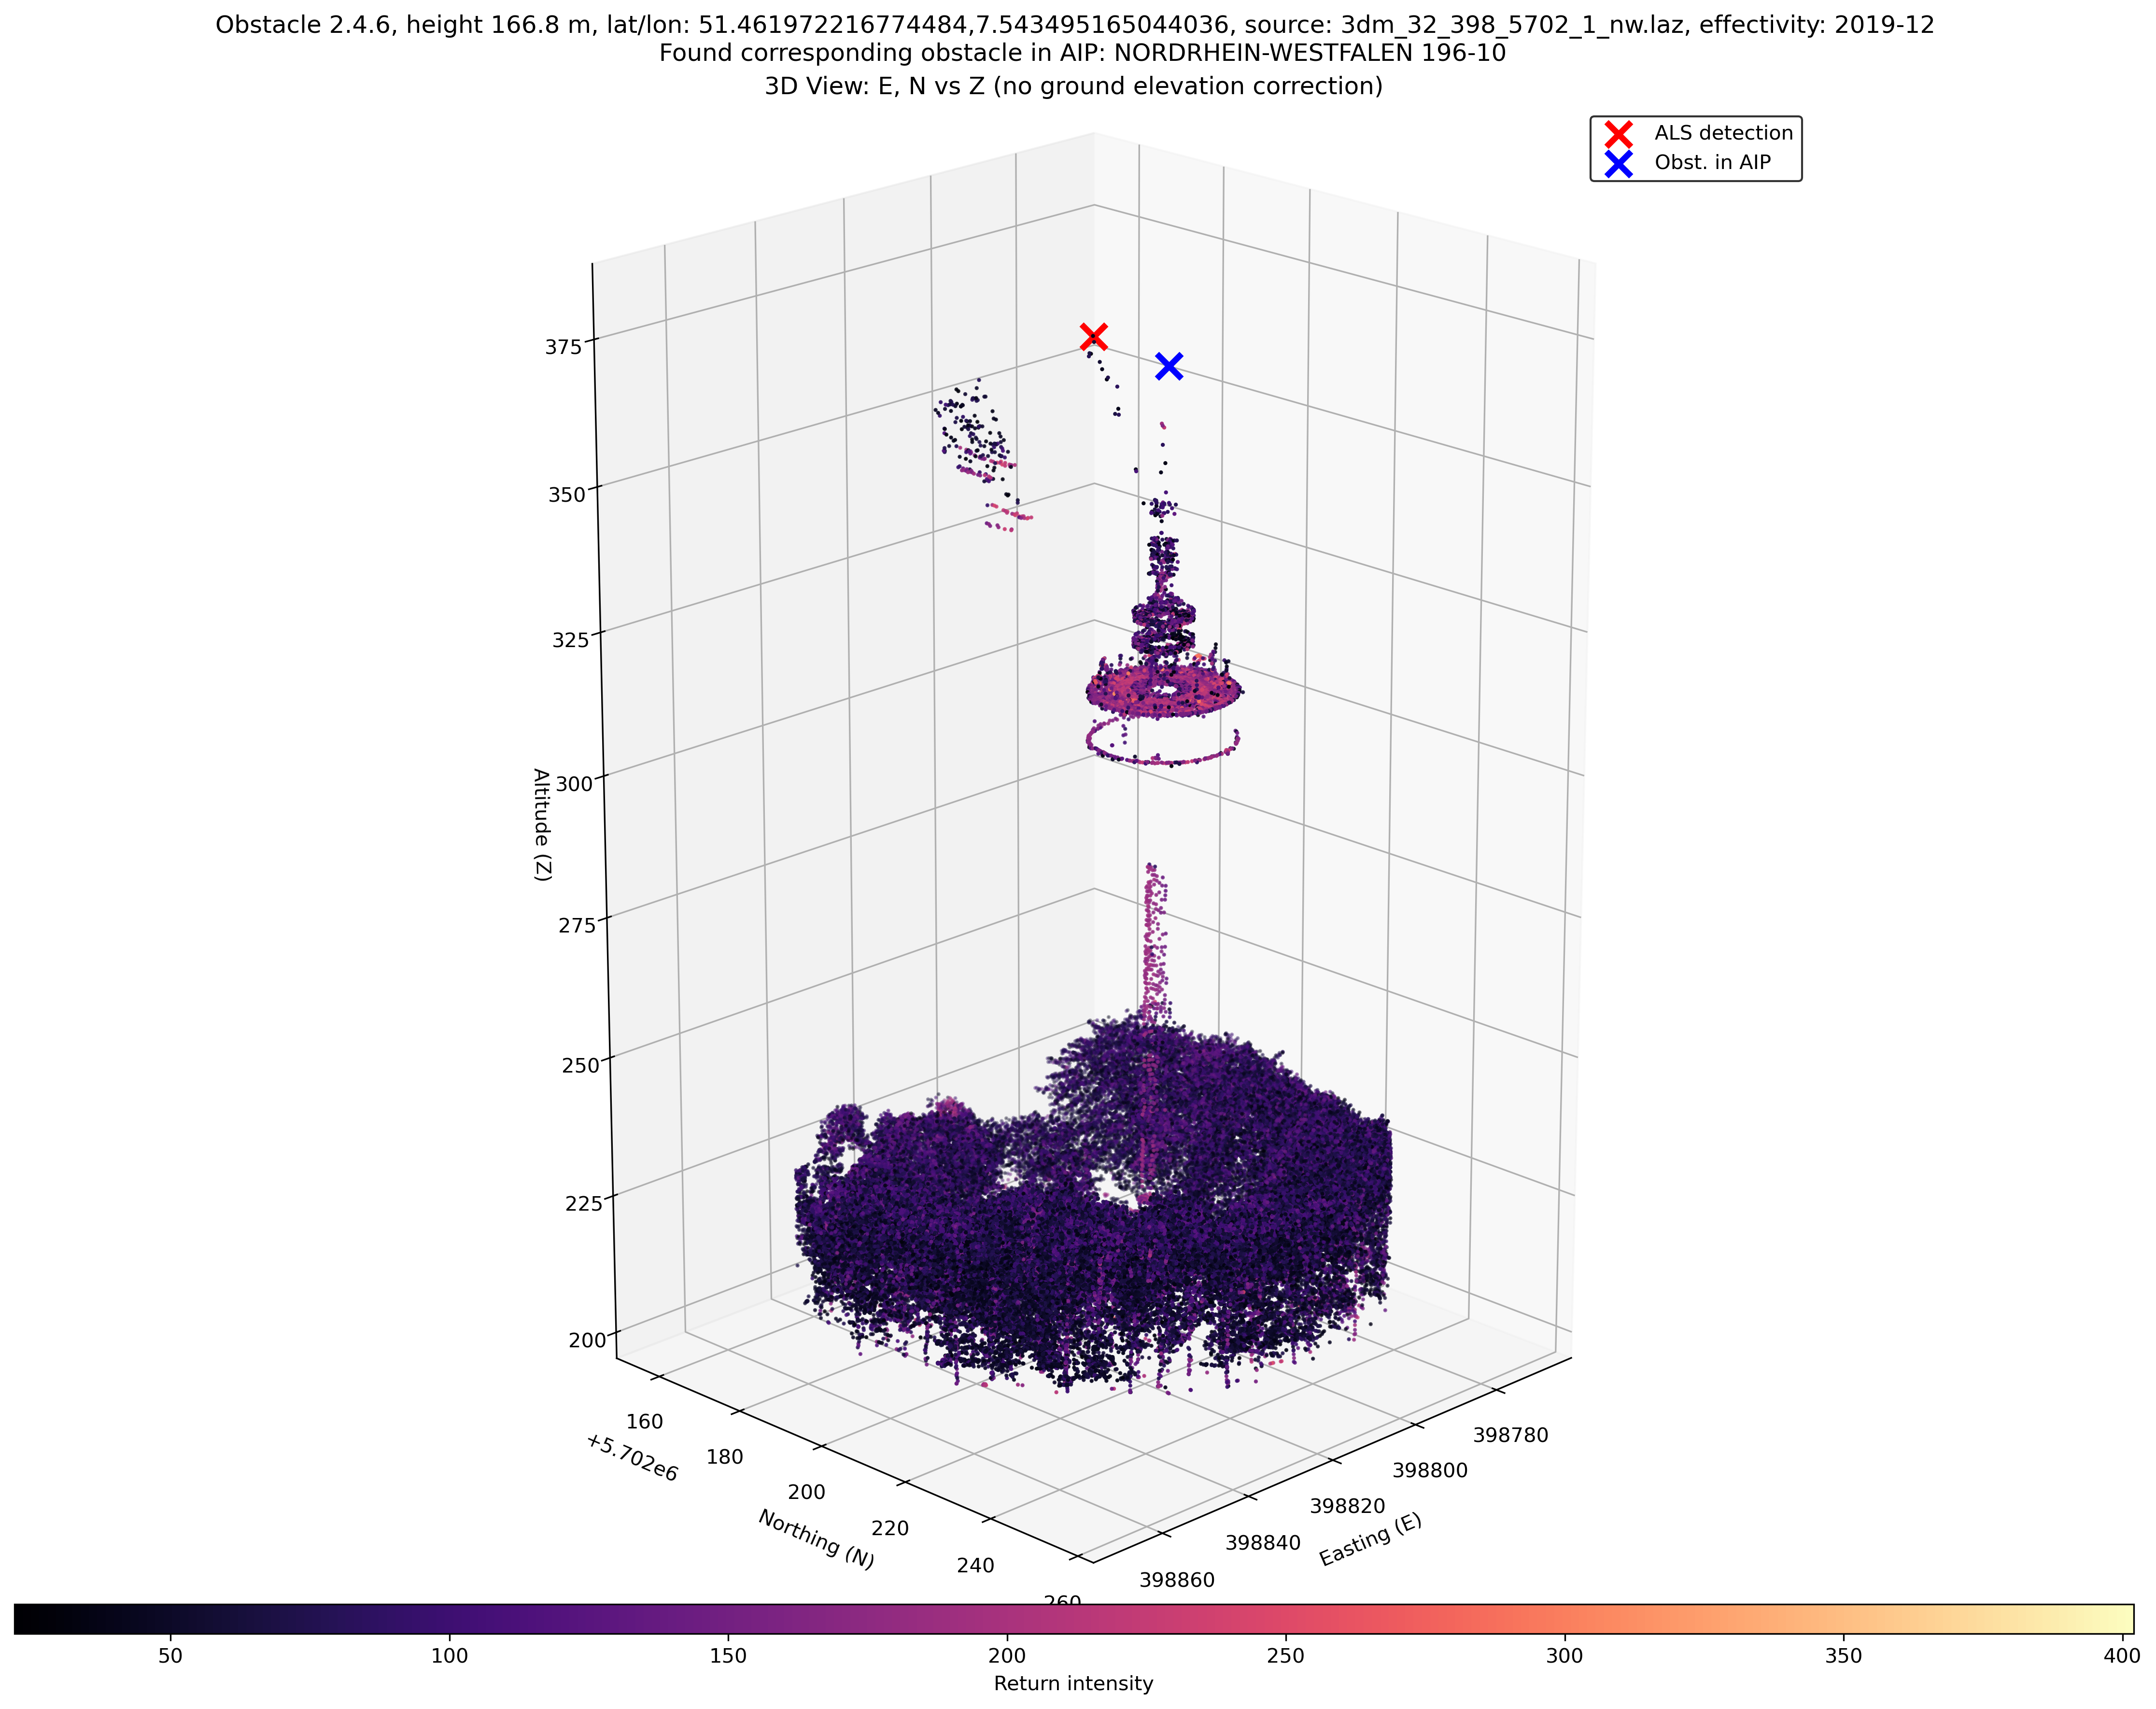 Obstacle 2.4.6, height 166.8 m, lat/lon: 51.461972216774484,7.543495165044036, source: 3dm_32_398_5702_1_nw.laz, effectivity: 2019-12
Found corresponding obstacle in AIP: NORDRHEIN-WESTFALEN 196-10
3D View: E, N vs Z (no ground elevation correction)
ALS detection
Obst. in AIP
375
350
325
300
275
250
225
200
Altitude (Z)
160
180
200
220
240
260
+5.702e6
Northing (N)
398780
398800
398820
398840
398860
Easting (E)
50
100
150
200
250
300
350
400
Return intensity